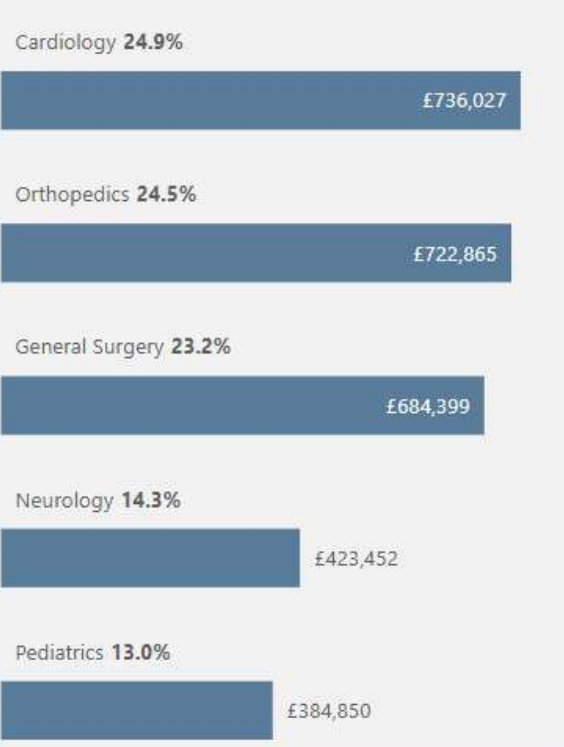 Cardiology 24.9%
£736,027
Orthopedics 24.5%
£722,865
General Surgery 23.2%
£684,399
Neurology 14.3%
£423,452
Pediatrics 13.0%
£384,850